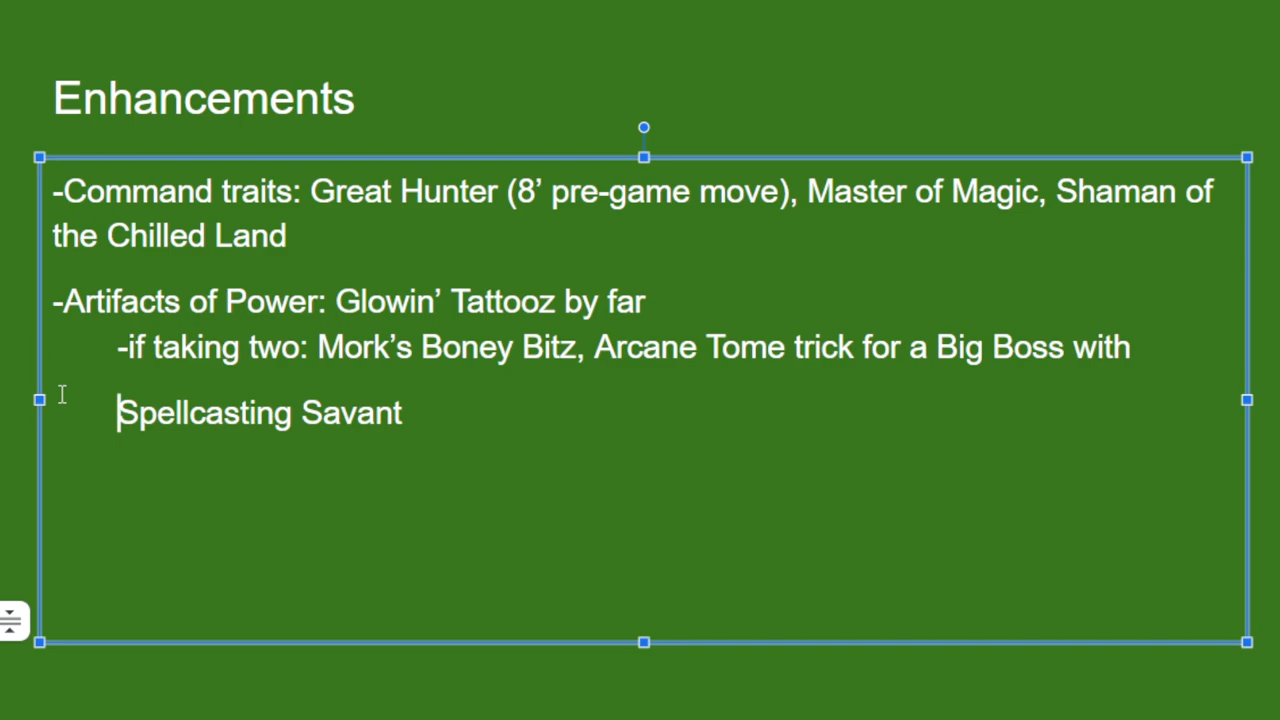 Enhancements
-Command traits: Great Hunter (8’ pre-game move), Master of Magic, Shaman of
the Chilled Land
-Artifacts of Power: Glowin’ Tattooz by far
-if taking two: Mork’s Boney Bitz, Arcane Tome trick for a Big Boss with
Spellcasting Savant